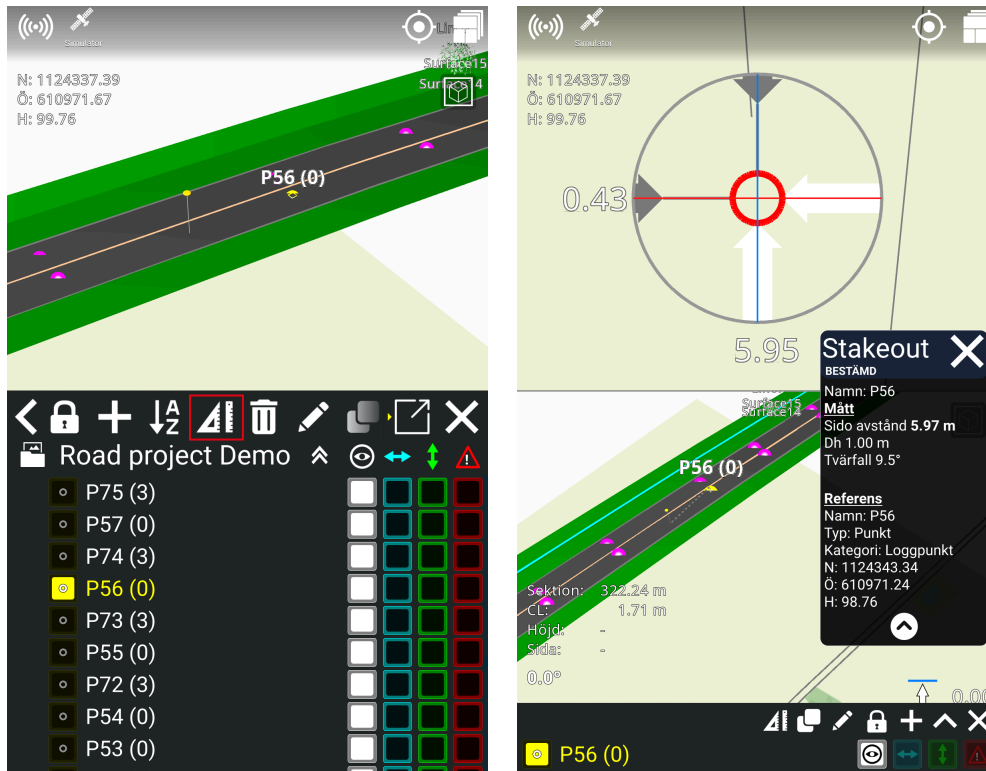 Simulator
N: 1124337.39
Ö: 610971.67
H: 99.76
Surface15
Surface14
P56 (0)
A
Z
Road project Demo
P75 (3)
P57 (0)
P74 (3)
P56 (0)
P73 (3)
P55 (0)
P72 (3)
P54 (0)
P53 (0)
Simulator
N: 1124337.39
Ö: 610971.67
H: 99.76
0.43
5.95
Stakeout
BESTÄMD
Namn: P56
Mått
Sido avstånd 5.97 m
Dh 1.00 m
Tvärfall 9.5°
Referens
Namn: P56
Typ: Punkt
Kategori: Loggpunkt
N: 1124343.34
Ö: 610971.24
H: 98.76
Surface15
Surface14
P56 (0)
Sektion: 322.24 m
CL: 1.71 m
Höjd: -
Sida: -
0.0°
P56 (0)